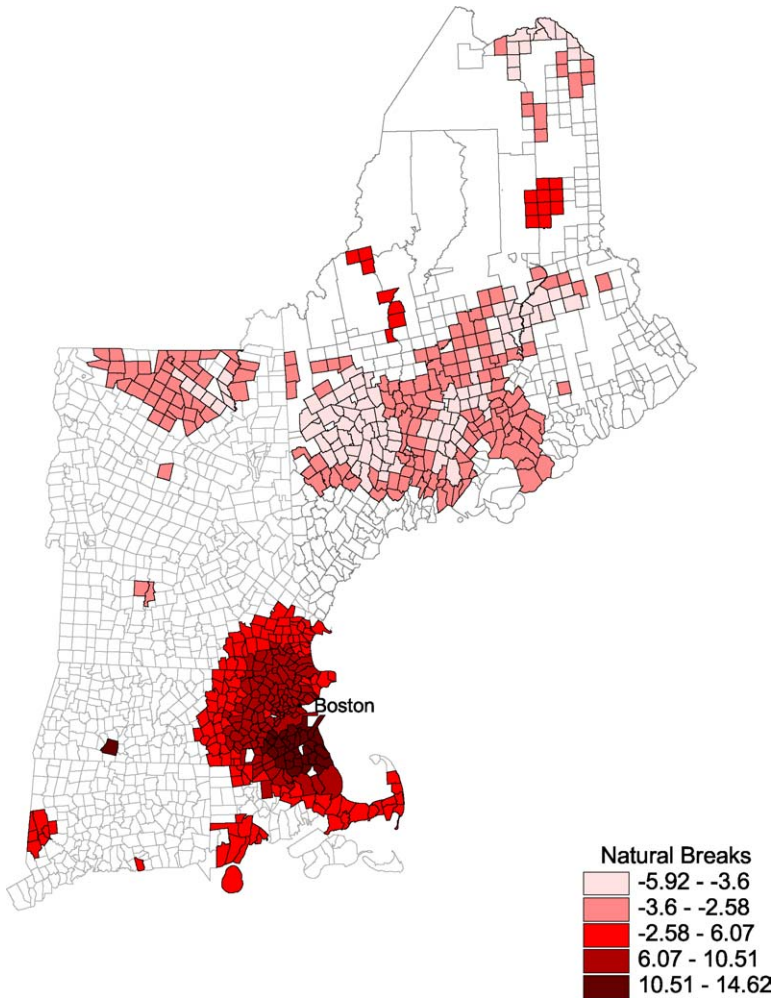 Boston
Natural Breaks
-5.92 - -3.6
-3.6 - -2.58
-2.58 - 6.07
6.07 - 10.51
10.51 - 14.62